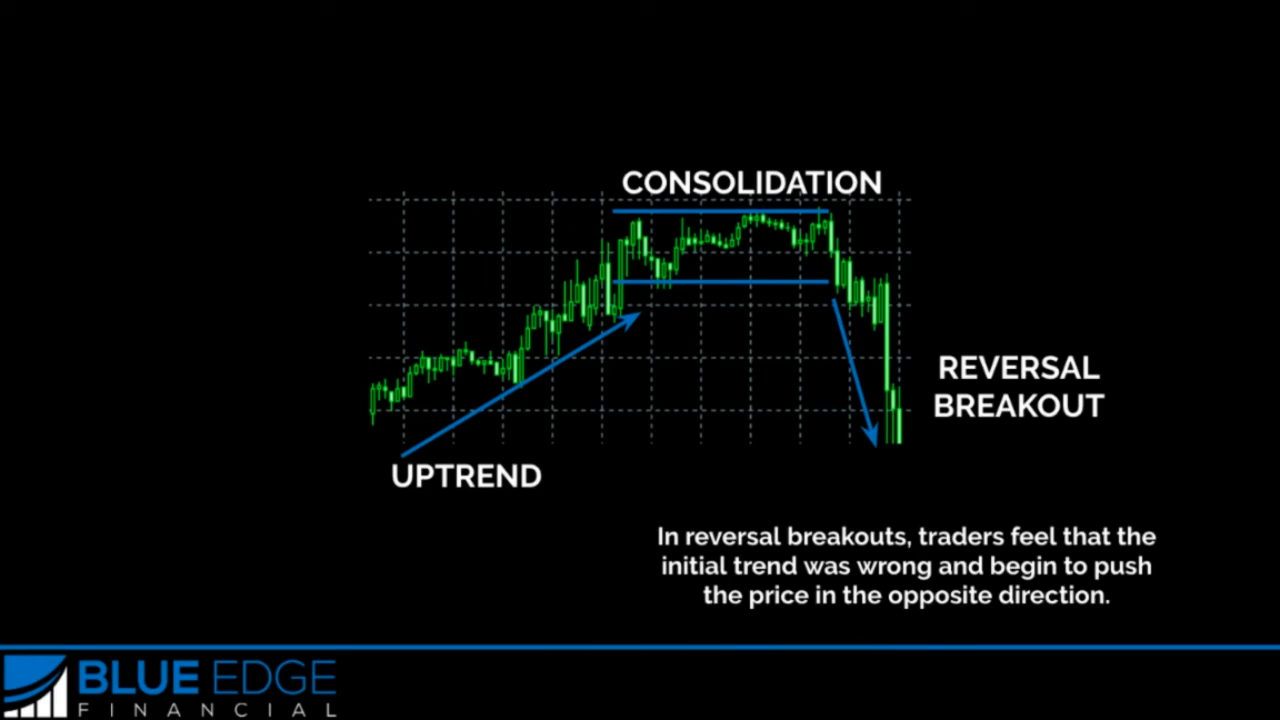 CONSOLIDATION
REVERSAL
BREAKOUT
UPTREND
In reversal breakouts, traders feel that the
initial trend was wrong and begin to push
the price in the opposite direction.
BLUE EDGE
FINANCIAL